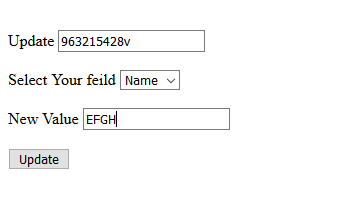 Update 963215428v
Select Your feild Name
New Value EFGH
Update